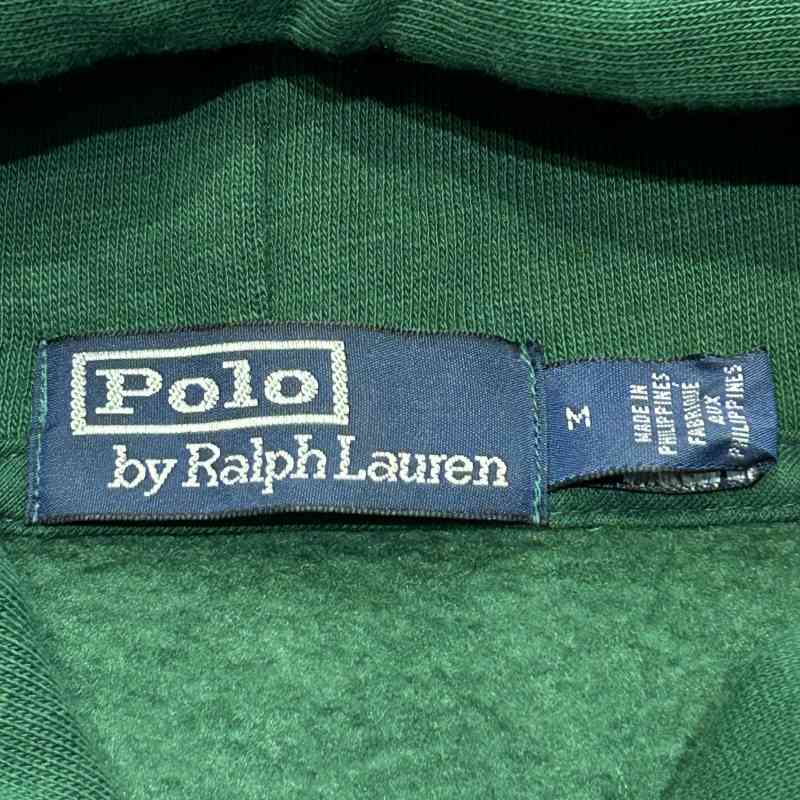 Polo
by Ralph Lauren
M
MADE IN
PHILIPPINES
FABRIQUE
AUX
PHILIPPINES